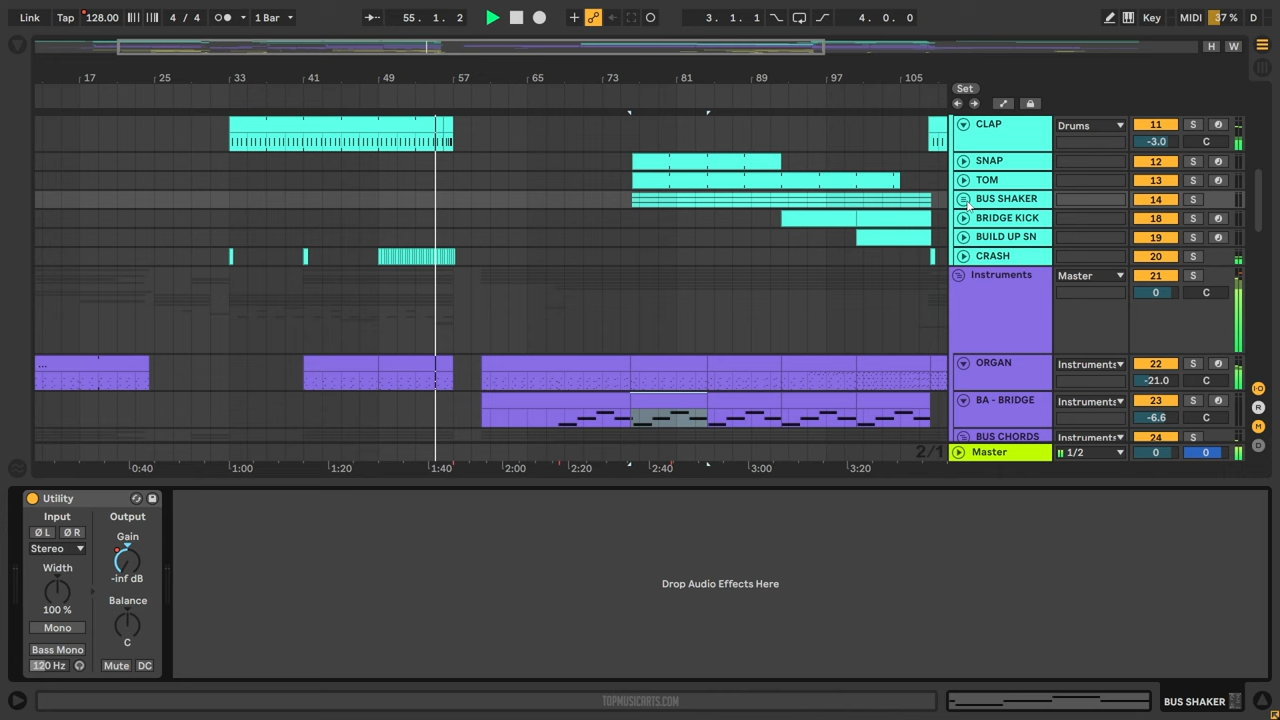 Link Tap 128.00 4 / 4 1 Bar 55. 1. 2 3. 1. 1 4. 0. 0 Key MIDI 37 % D
H W
17 25 33 41 49 57 65 73 81 89 97 105
Set
CLAP Drums 11 S
-3.0 C
SNAP 12 S
TOM 13 S
BUS SHAKER 14 S
BRIDGE KICK 18 S
BUILD UP SN 19 S
CRASH 20 S
Instruments Master 21 S
0 C
... ORGAN Instruments 22 S
-21.0 C
BA - BRIDGE Instruments 23 S
-6.6 C
BUS CHORDS Instruments 24 S
2/1 Master 1/2 0 0
0:40 1:00 1:20 1:40 2:00 2:20 2:40 3:00 3:20
I·O
R
M
D
Utility
Input Output
Ø L Ø R Gain
Stereo
Width -inf dB
Balance
100 %
Mono C
Bass Mono
120 Hz Mute DC
Drop Audio Effects Here
TOPMUSICARTS.COM BUS SHAKER